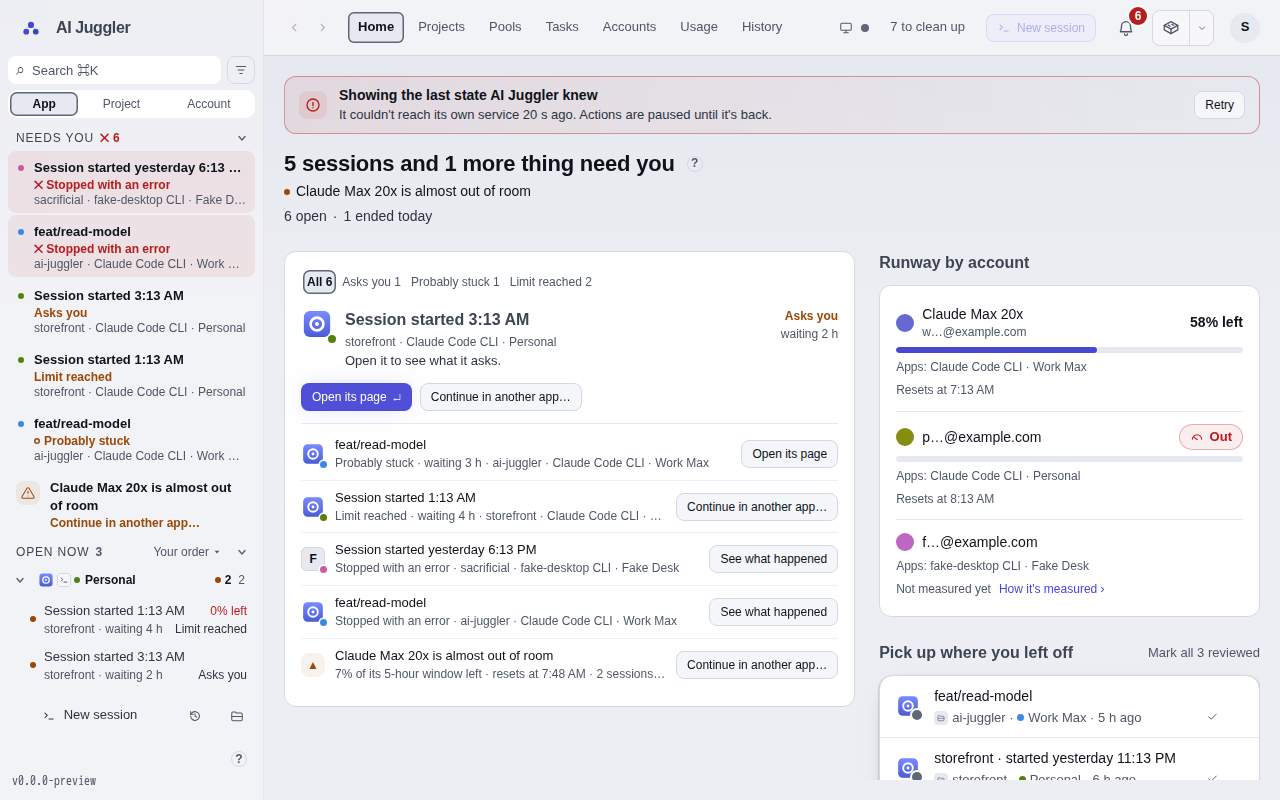 AI Juggler
Search ⌘K
App Project Account
NEEDS YOU 6
Session started yesterday 6:13 …
Stopped with an error
sacrificial · fake-desktop CLI · Fake D…
feat/read-model
Stopped with an error
ai-juggler · Claude Code CLI · Work …
Session started 3:13 AM
Asks you
storefront · Claude Code CLI · Personal
Session started 1:13 AM
Limit reached
storefront · Claude Code CLI · Personal
feat/read-model
Probably stuck
ai-juggler · Claude Code CLI · Work …
Claude Max 20x is almost out
of room
Continue in another app…
OPEN NOW 3 Your order
Personal 2 2
Session started 1:13 AM 0% left
storefront · waiting 4 h Limit reached
Session started 3:13 AM
storefront · waiting 2 h Asks you
New session
?
v0.0.0-preview
Home Projects Pools Tasks Accounts Usage History 7 to clean up New session 6 S
Showing the last state AI Juggler knew
It couldn't reach its own service 20 s ago. Actions are paused until it's back.
Retry
5 sessions and 1 more thing need you ?
Claude Max 20x is almost out of room
6 open · 1 ended today
All 6 Asks you 1 Probably stuck 1 Limit reached 2
Session started 3:13 AM Asks you
storefront · Claude Code CLI · Personal waiting 2 h
Open it to see what it asks.
Open its page Continue in another app…
feat/read-model
Probably stuck · waiting 3 h · ai-juggler · Claude Code CLI · Work Max
Open its page
Session started 1:13 AM
Limit reached · waiting 4 h · storefront · Claude Code CLI · …
Continue in another app…
F
Session started yesterday 6:13 PM
Stopped with an error · sacrificial · fake-desktop CLI · Fake Desk
See what happened
feat/read-model
Stopped with an error · ai-juggler · Claude Code CLI · Work Max
See what happened
Claude Max 20x is almost out of room
7% of its 5-hour window left · resets at 7:48 AM · 2 sessions…
Continue in another app…
Runway by account
Claude Max 20x
w…@example.com
58% left
Apps: Claude Code CLI · Work Max
Resets at 7:13 AM
p…@example.com Out
Apps: Claude Code CLI · Personal
Resets at 8:13 AM
f…@example.com
Apps: fake-desktop CLI · Fake Desk
Not measured yet How it's measured ›
Pick up where you left off Mark all 3 reviewed
feat/read-model
ai-juggler · Work Max · 5 h ago
storefront · started yesterday 11:13 PM
storefront · Personal · 6 h ago